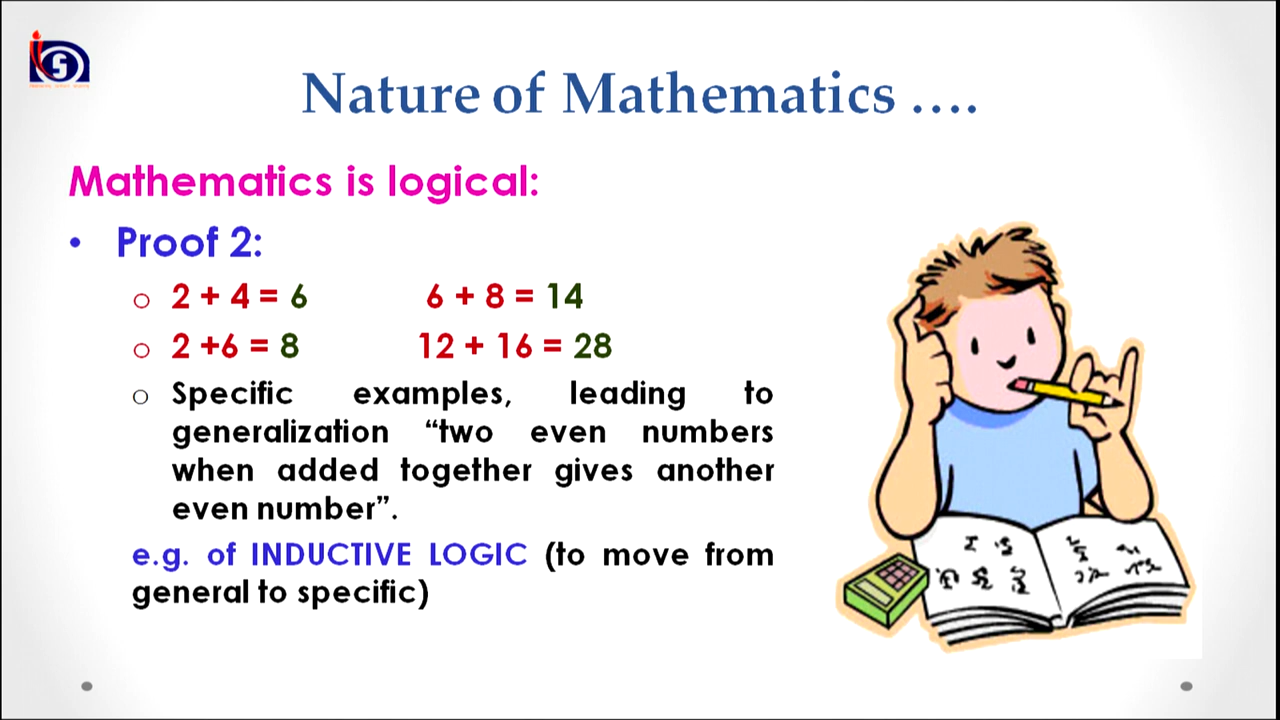 Nature of Mathematics ....
Mathematics is logical:
• Proof 2:
o 2 + 4 = 6 6 + 8 = 14
o 2 +6 = 8 12 + 16 = 28
o Specific examples, leading to
generalization “two even numbers
when added together gives another
even number”.
e.g. of INDUCTIVE LOGIC (to move from
general to specific)